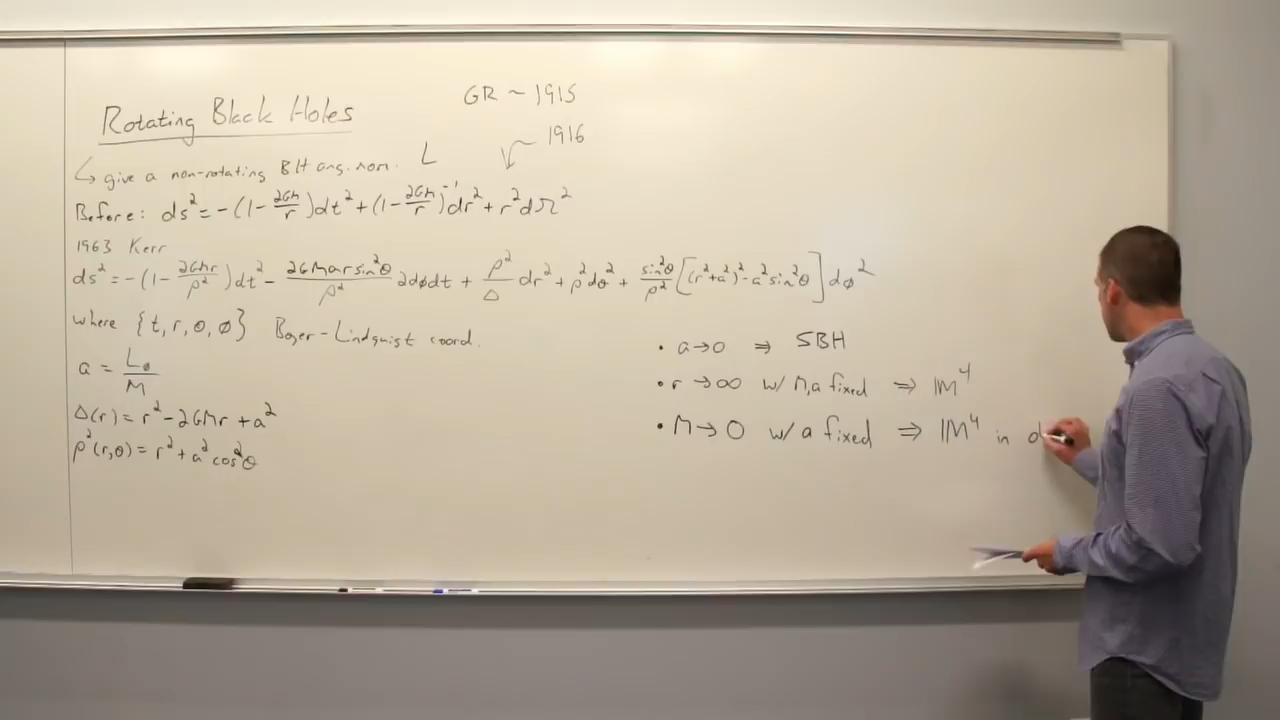 Rotating Black Holes
GR ~ 1915
1916
↳ give a non-rotating BH ang. mom. L
Before: ds² = -(1 - 2GM/r)dt² + (1 - 2GM/r)⁻¹dr² + r²dΩ²
1963 Kerr
ds² = -(1 - 2GMr/ρ²)dt² - 2GMar sin²θ/ρ² 2dφdt + ρ²/Δ dr² + ρ²dθ² + sin²θ/ρ² [(r²+a²)² - a² sin²θ] dφ²
where {t, r, θ, φ} Boyer-Lindquist coord.
a = L/M
Δ(r) = r² - 2GMr + a²
ρ²(r,θ) = r² + a² cos²θ
• a → 0 ⇒ SBH
• r → ∞ w/ M,a fixed ⇒ IM⁴
• M → 0 w/ a fixed ⇒ IM⁴ in